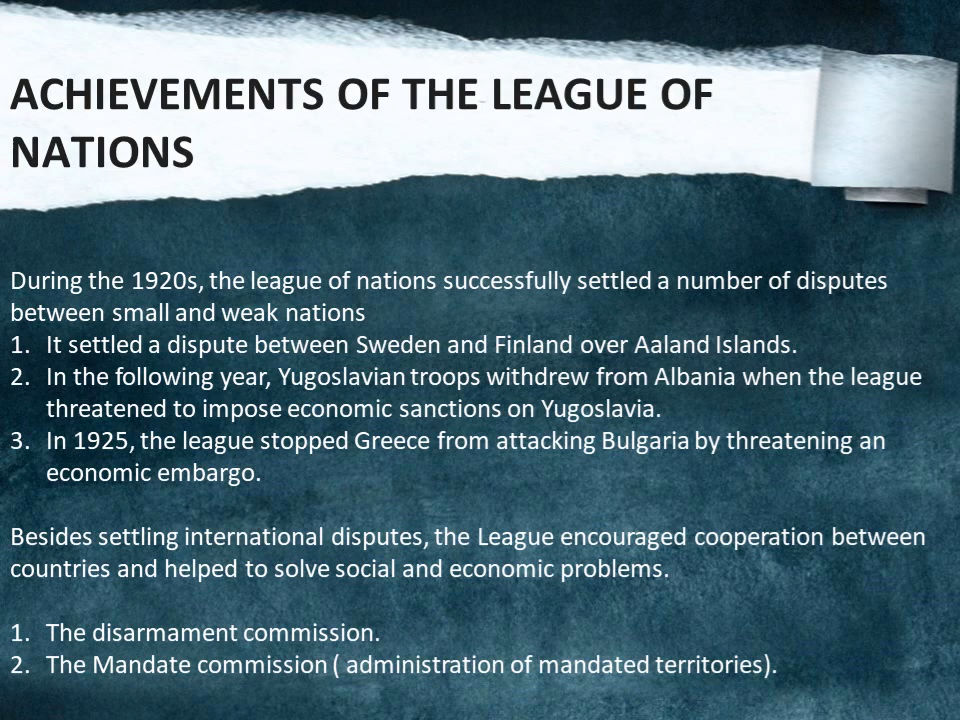 ACHIEVEMENTS OF THE LEAGUE OF
NATIONS
During the 1920s, the league of nations successfully settled a number of disputes
between small and weak nations
1. It settled a dispute between Sweden and Finland over Aaland Islands.
2. In the following year, Yugoslavian troops withdrew from Albania when the league
threatened to impose economic sanctions on Yugoslavia.
3. In 1925, the league stopped Greece from attacking Bulgaria by threatening an
economic embargo.
Besides settling international disputes, the League encouraged cooperation between
countries and helped to solve social and economic problems.
1. The disarmament commission.
2. The Mandate commission ( administration of mandated territories).